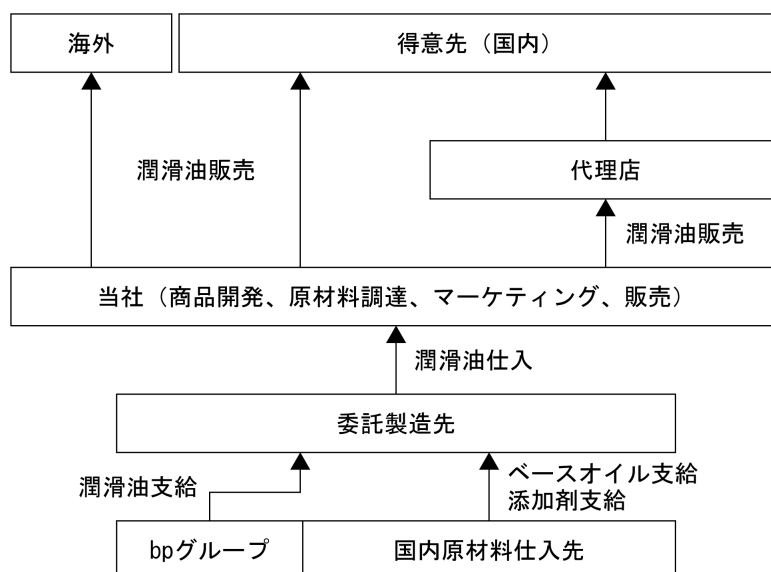 海外
得意先（国内）
潤滑油販売
代理店
潤滑油販売
当社（商品開発、原材料調達、マーケティング、販売）
潤滑油仕入
委託製造先
潤滑油支給
ベースオイル支給
添加剤支給
bpグループ
国内原材料仕入先